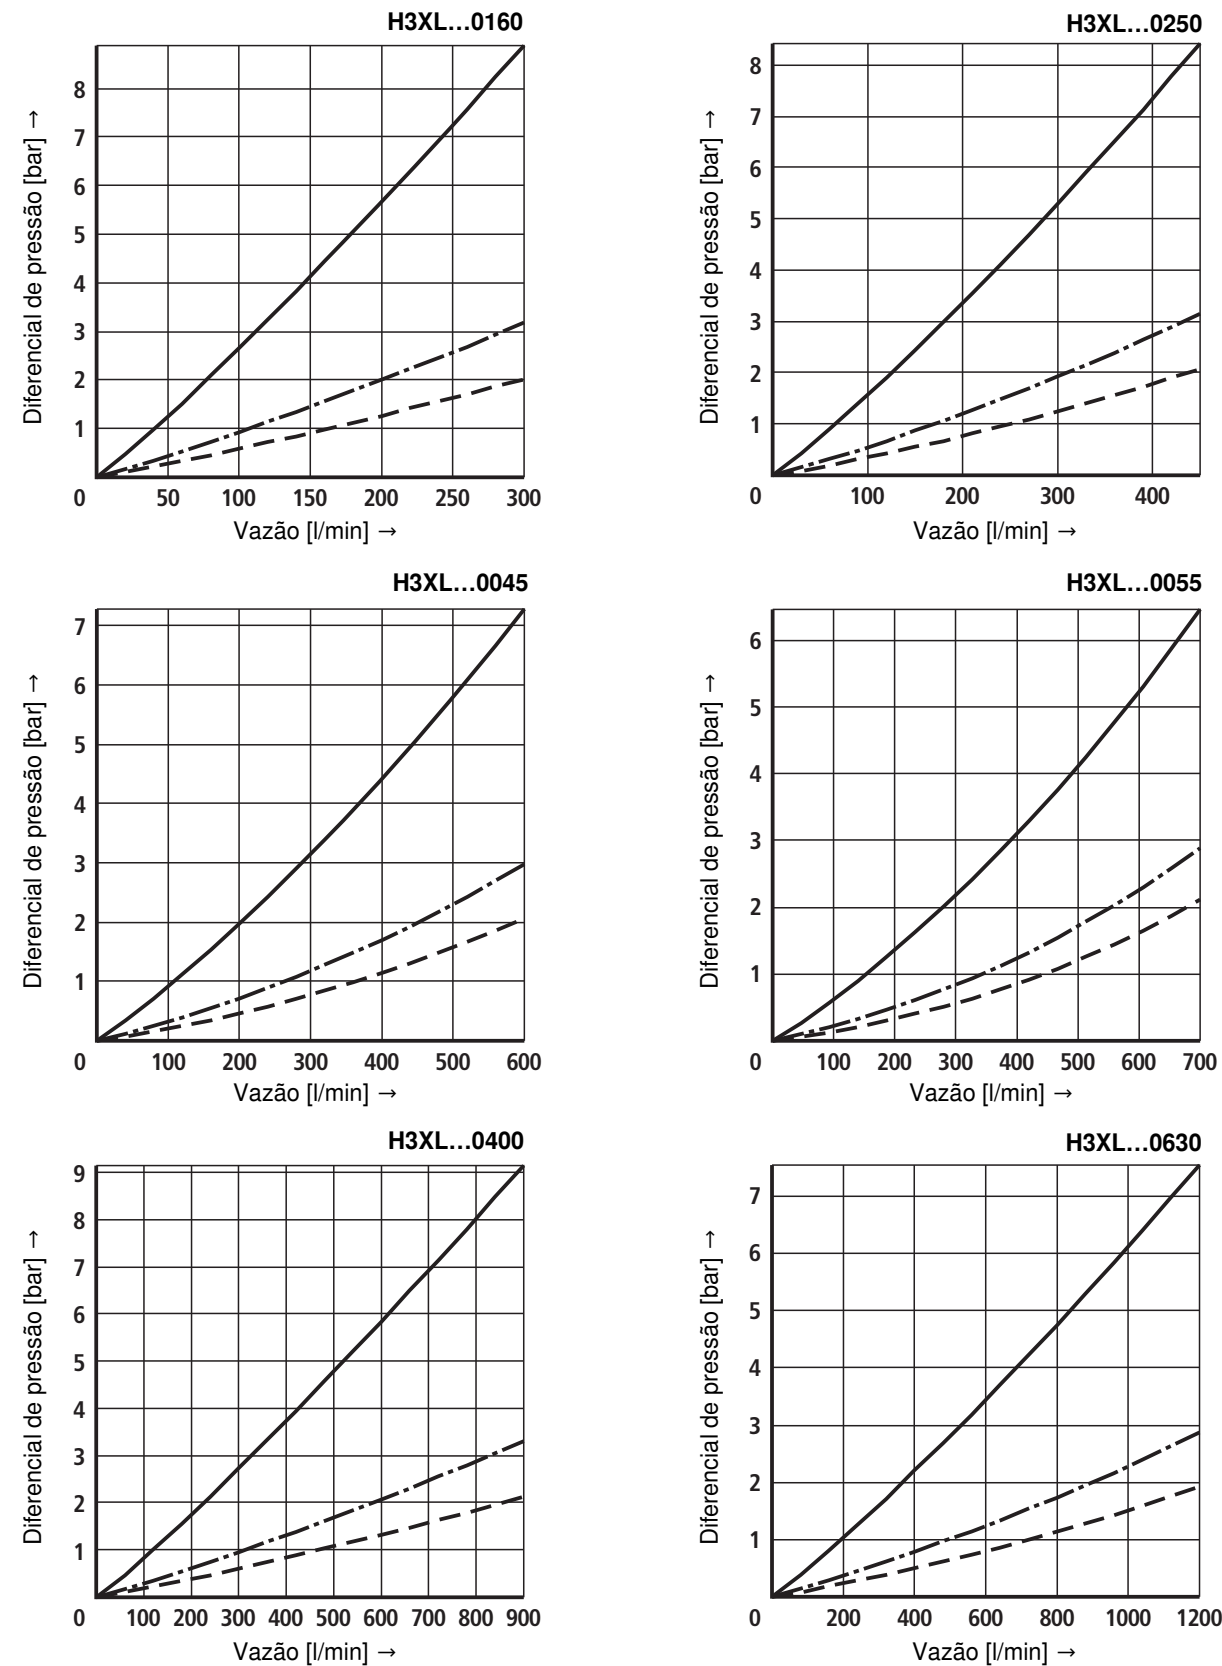 H3XL...0160
Diferencial de pressão [bar] →
8
7
6
5
4
3
2
1
0 50 100 150 200 250 300
Vazão [l/min] →
H3XL...0250
Diferencial de pressão [bar] →
8
7
6
5
4
3
2
1
0 100 200 300 400
Vazão [l/min] →
H3XL...0045
Diferencial de pressão [bar] →
7
6
5
4
3
2
1
0 100 200 300 400 500 600
Vazão [l/min] →
H3XL...0055
Diferencial de pressão [bar] →
6
5
4
3
2
1
0 100 200 300 400 500 600 700
Vazão [l/min] →
H3XL...0400
Diferencial de pressão [bar] →
9
8
7
6
5
4
3
2
1
0 100 200 300 400 500 600 700 800 900
Vazão [l/min] →
H3XL...0630
Diferencial de pressão [bar] →
7
6
5
4
3
2
1
0 200 400 600 800 1000 1200
Vazão [l/min] →